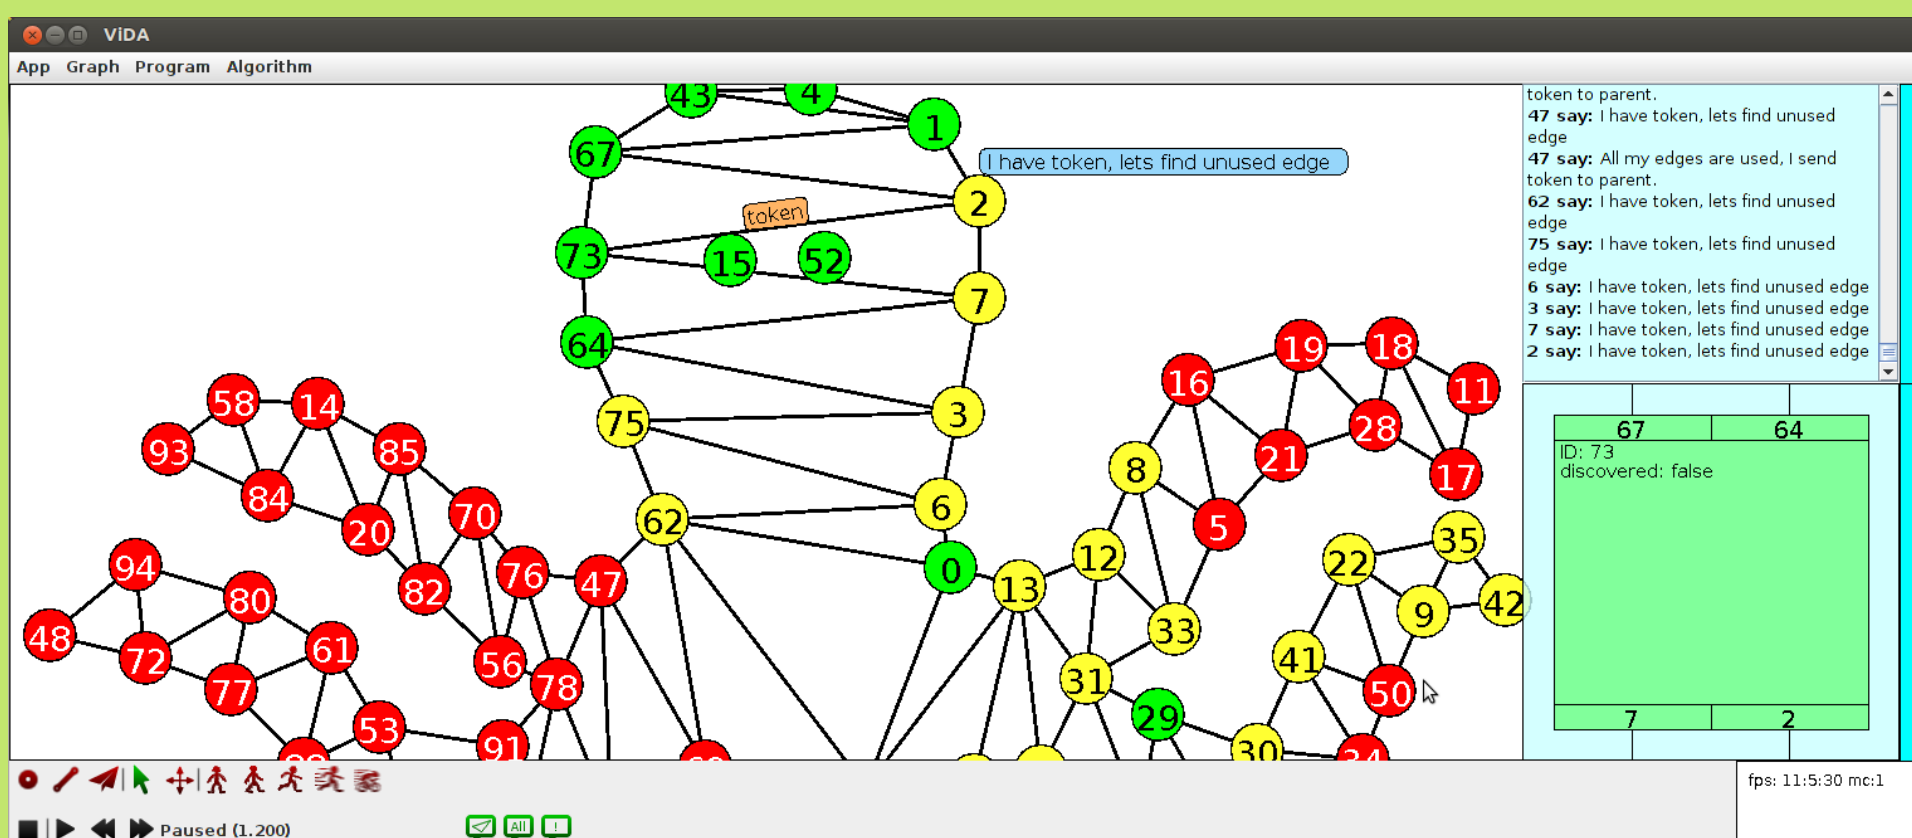 ViDA
App Graph Program Algorithm
43
4
1
67
I have token, lets find unused edge
2
token
73
15
52
7
64
75
3
6
62
0
58
14
93
85
84
20
70
82
76
47
94
80
48
72
61
77
56
78
53
91
19
18
16
11
28
21
17
8
5
12
13
33
31
29
22
35
9
42
41
50
30
token to parent.
47 say: I have token, lets find unused
edge
47 say: All my edges are used, I send
token to parent.
62 say: I have token, lets find unused
edge
75 say: I have token, lets find unused
edge
6 say: I have token, lets find unused edge
3 say: I have token, lets find unused edge
7 say: I have token, lets find unused edge
2 say: I have token, lets find unused edge
67 64
ID: 73
discovered: false
7 2
fps: 11:5:30 mc:1
Paused (1.200)
All
!